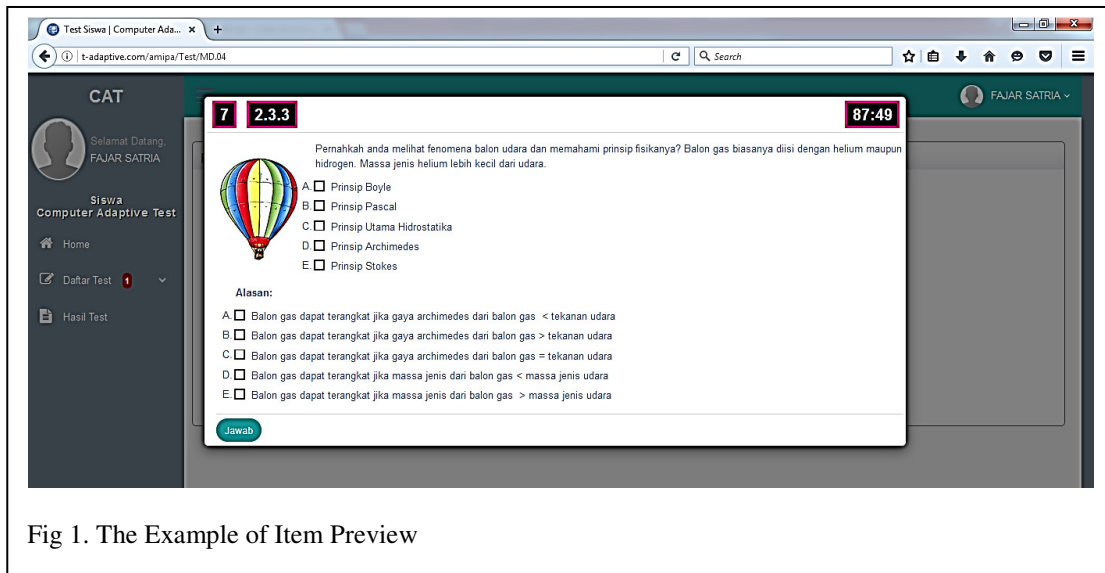 Test Siswa | Computer Ada... × +
t-adaptive.com/amipa/Test/MD.04
Search
CAT
FAJAR SATRIA
Selamat Datang,
FAJAR SATRIA
Siswa
Computer Adaptive Test
Home
Daftar Test 1
Hasil Test
7 2.3.3 87:49
Pernahkah anda melihat fenomena balon udara dan memahami prinsip fisikanya? Balon gas biasanya diisi dengan helium maupun
hidrogen. Massa jenis helium lebih kecil dari udara.
A. Prinsip Boyle
B. Prinsip Pascal
C. Prinsip Utama Hidrostatika
D. Prinsip Archimedes
E. Prinsip Stokes
Alasan:
A. Balon gas dapat terangkat jika gaya archimedes dari balon gas < tekanan udara
B. Balon gas dapat terangkat jika gaya archimedes dari balon gas > tekanan udara
C. Balon gas dapat terangkat jika gaya archimedes dari balon gas = tekanan udara
D. Balon gas dapat terangkat jika massa jenis dari balon gas < massa jenis udara
E. Balon gas dapat terangkat jika massa jenis dari balon gas > massa jenis udara
Jawab
Fig 1. The Example of Item Preview